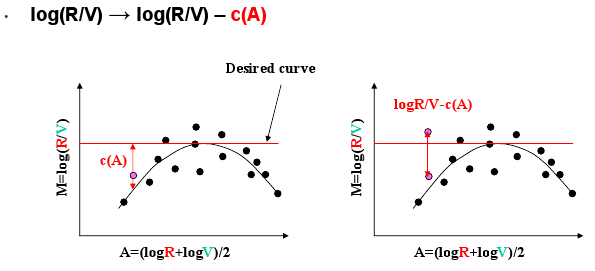 • log(R/V) → log(R/V) – c(A)
Desired curve
M=log(R/V)
c(A)
A=(logR+logV)/2
logR/V-c(A)
M=log(R/V)
A=(logR+logV)/2